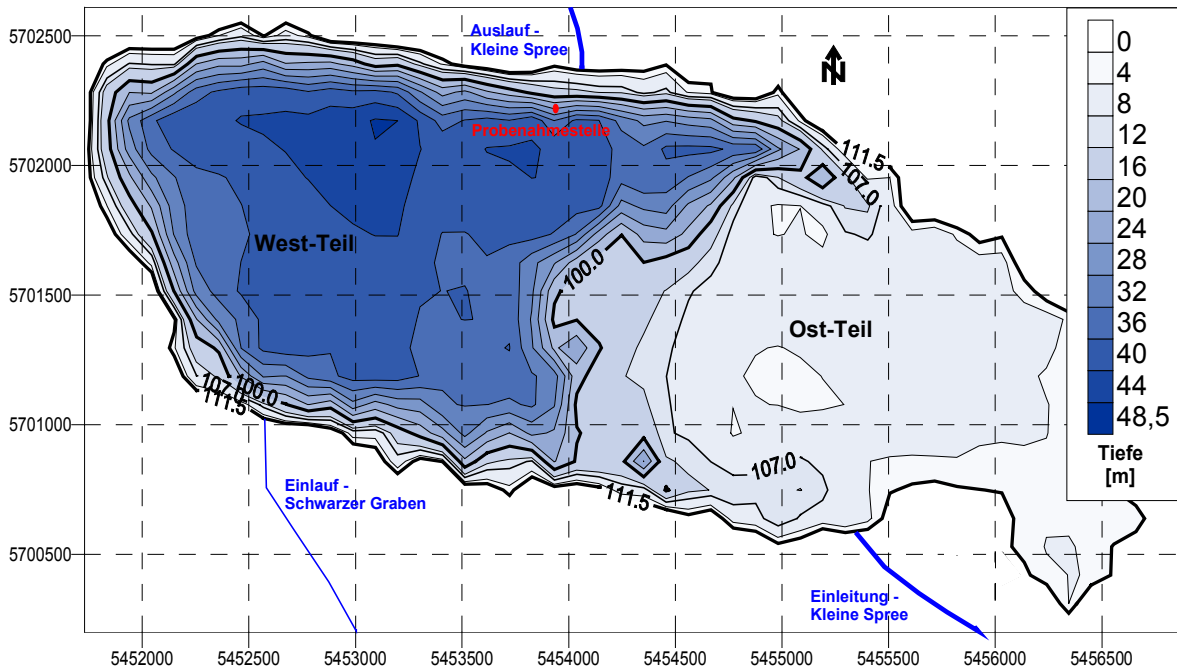 5702500
5702000
5701500
5701000
5700500
Auslauf -
Kleine Spree
N
Probenahmestelle
111.5
107.0
West-Teil
100.0
Ost-Teil
107.0
100.0
111.5
107.0
111.5
Einlauf -
Schwarzer Graben
Einleitung -
Kleine Spree
0
4
8
12
16
20
24
28
32
36
40
44
48,5
Tiefe
[m]
5452000 5452500 5453000 5453500 5454000 5454500 5455000 5455500 5456000 5456500